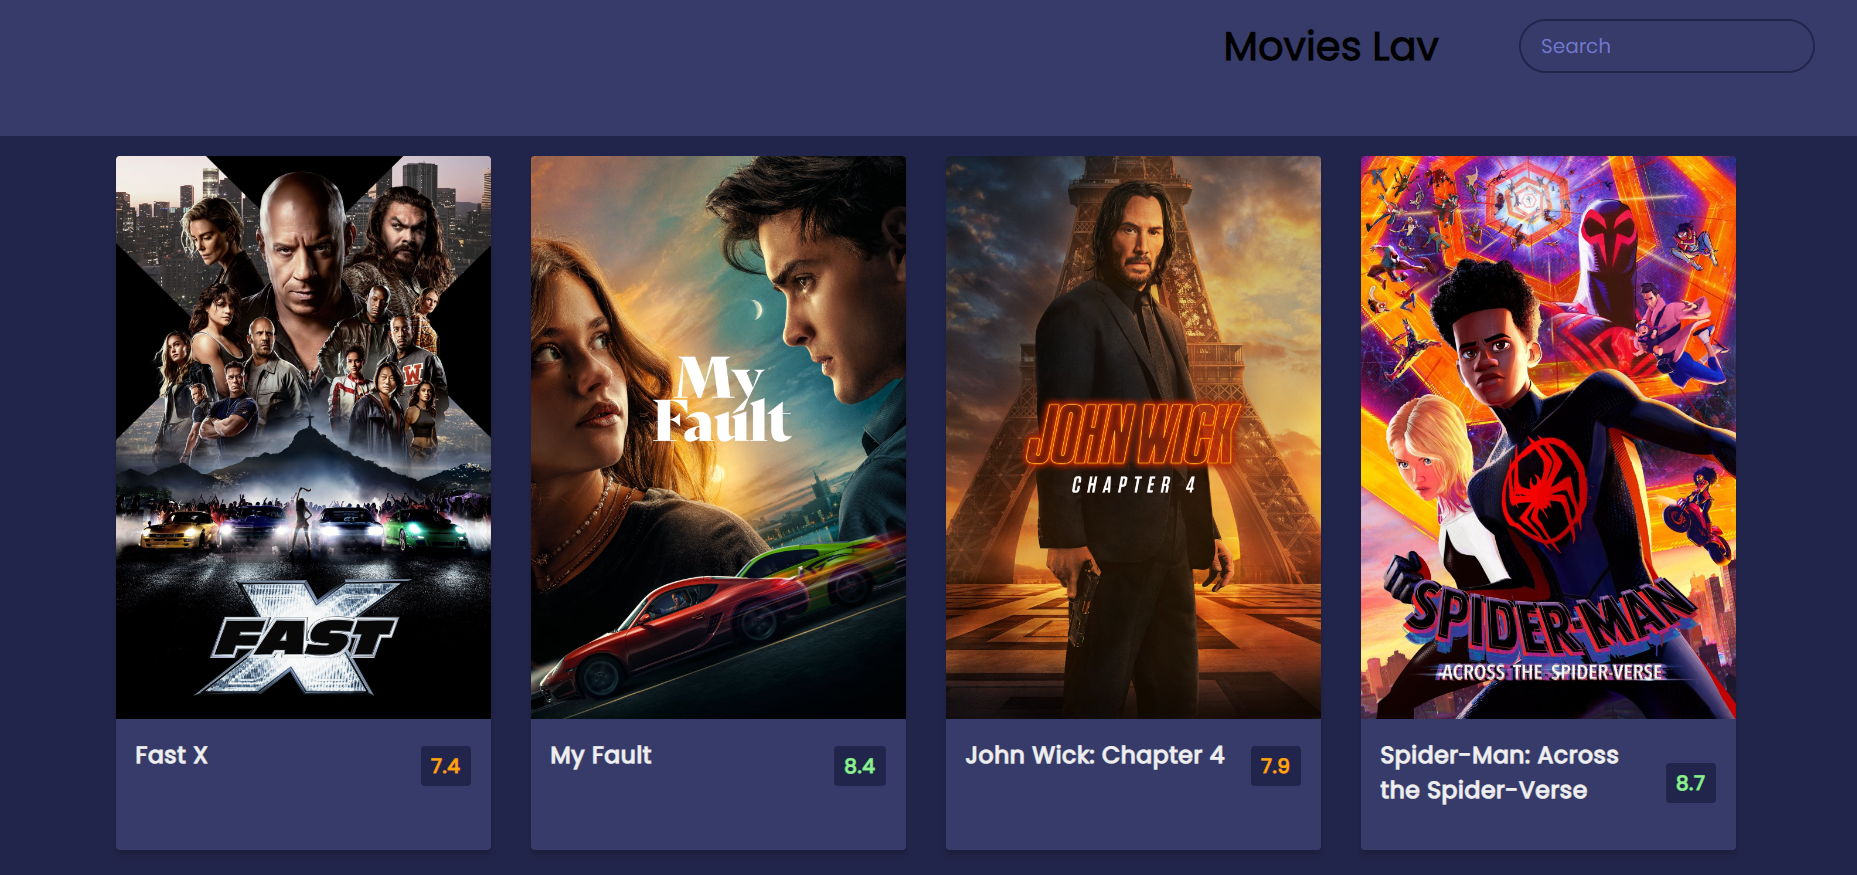 Movies Lav
Search
FAST
X
W
My
Fault
JOHN WICK
CHAPTER 4
SPIDER-MAN
ACROSS THE SPIDER-VERSE
Fast X
7.4
My Fault
8.4
John Wick: Chapter 4
7.9
Spider-Man: Across
the Spider-Verse
8.7